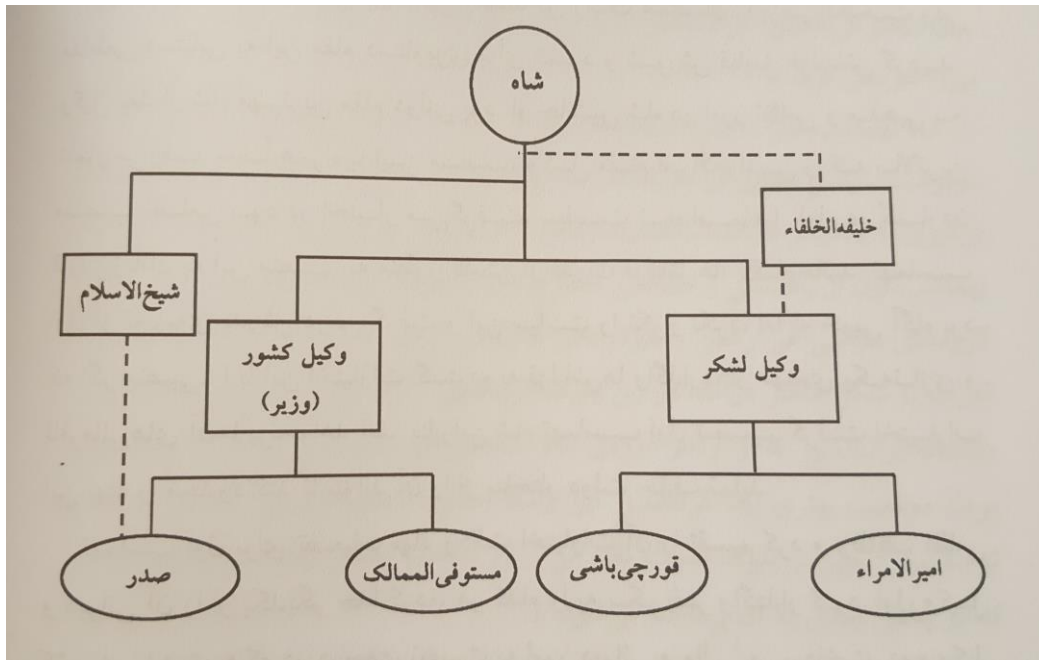 شاه
خلیفه‌الخلفاء
شیخ‌الاسلام
وکیل لشکر
وکیل کشور
(وزیر)
امیرالامراء
قورچی‌باشی
مستوفی‌الممالک
صدر